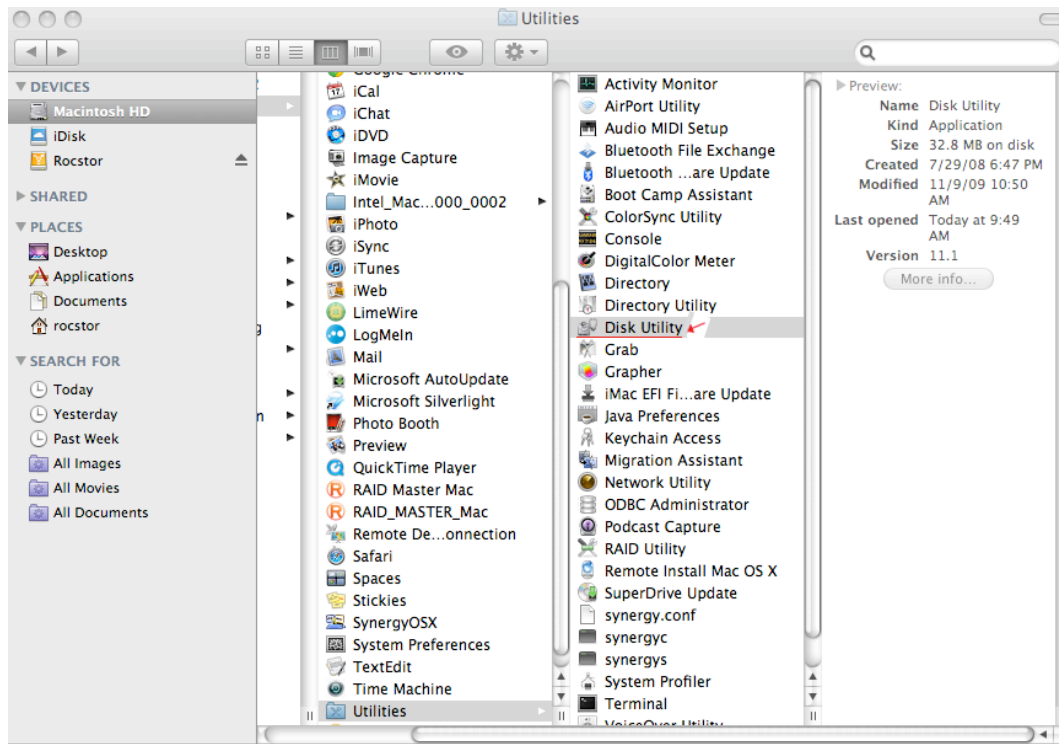 Utilities
DEVICES
Macintosh HD
iDisk
Rocstor
SHARED
PLACES
Desktop
Applications
Documents
rocstor
SEARCH FOR
Today
Yesterday
Past Week
All Images
All Movies
All Documents
Google Chrome
iCal
iChat
iDVD
Image Capture
iMovie
Intel_Mac...000_0002
iPhoto
iSync
iTunes
iWeb
LimeWire
LogMeIn
Mail
Microsoft AutoUpdate
Microsoft Silverlight
Photo Booth
Preview
QuickTime Player
RAID Master Mac
RAID_MASTER_Mac
Remote De...onnection
Safari
Spaces
Stickies
SynergyOSX
System Preferences
TextEdit
Time Machine
Utilities
Activity Monitor
AirPort Utility
Audio MIDI Setup
Bluetooth File Exchange
Bluetooth ...are Update
Boot Camp Assistant
ColorSync Utility
Console
DigitalColor Meter
Directory
Directory Utility
Disk Utility
Grab
Grapher
iMac EFI Fi...are Update
Java Preferences
Keychain Access
Migration Assistant
Network Utility
ODBC Administrator
Podcast Capture
RAID Utility
Remote Install Mac OS X
SuperDrive Update
synergy.conf
synergyc
synergys
System Profiler
Terminal
VoiceOver Utility
Preview:
Name Disk Utility
Kind Application
Size 32.8 MB on disk
Created 7/29/08 6:47 PM
Modified 11/9/09 10:50
AM
Last opened Today at 9:49
AM
Version 11.1
More info...